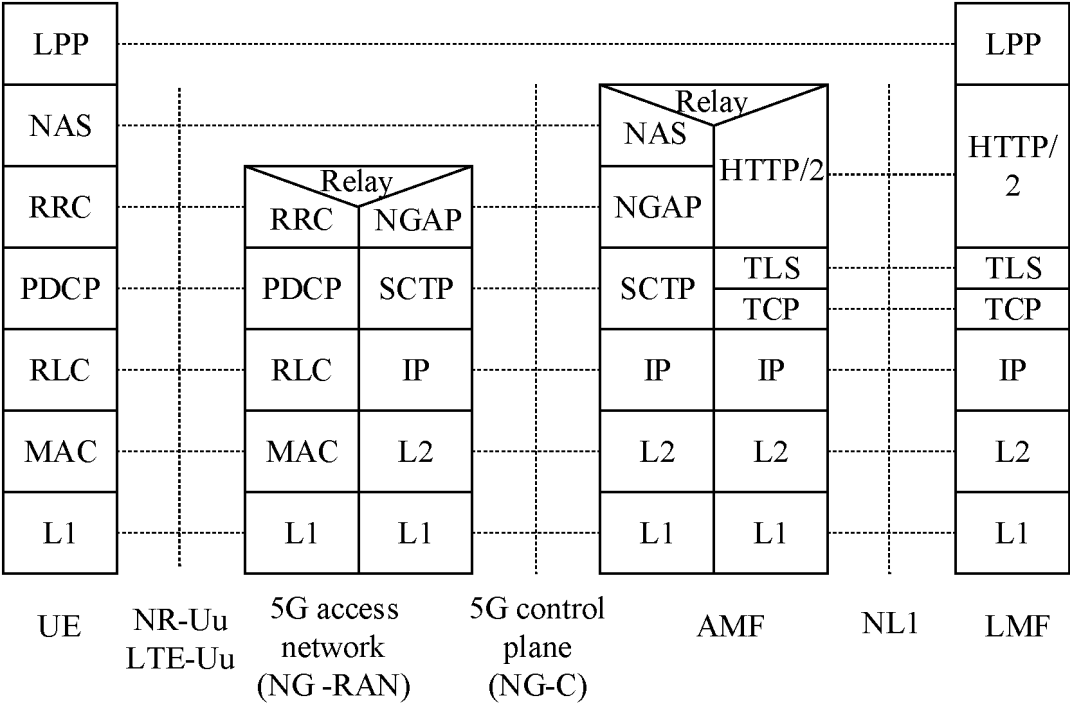 LPP
LPP
NAS
Relay
NAS
HTTP/2
HTTP/
2
RRC
Relay
RRC
NGAP
NGAP
PDCP
PDCP
SCTP
SCTP
TLS
TCP
TLS
TCP
RLC
RLC
IP
IP
IP
IP
MAC
MAC
L2
L2
L2
L2
L1
L1
L1
L1
L1
L1
UE
NR-Uu
LTE-Uu
5G access
network
(NG -RAN)
5G control
plane
(NG-C)
AMF
NL1
LMF